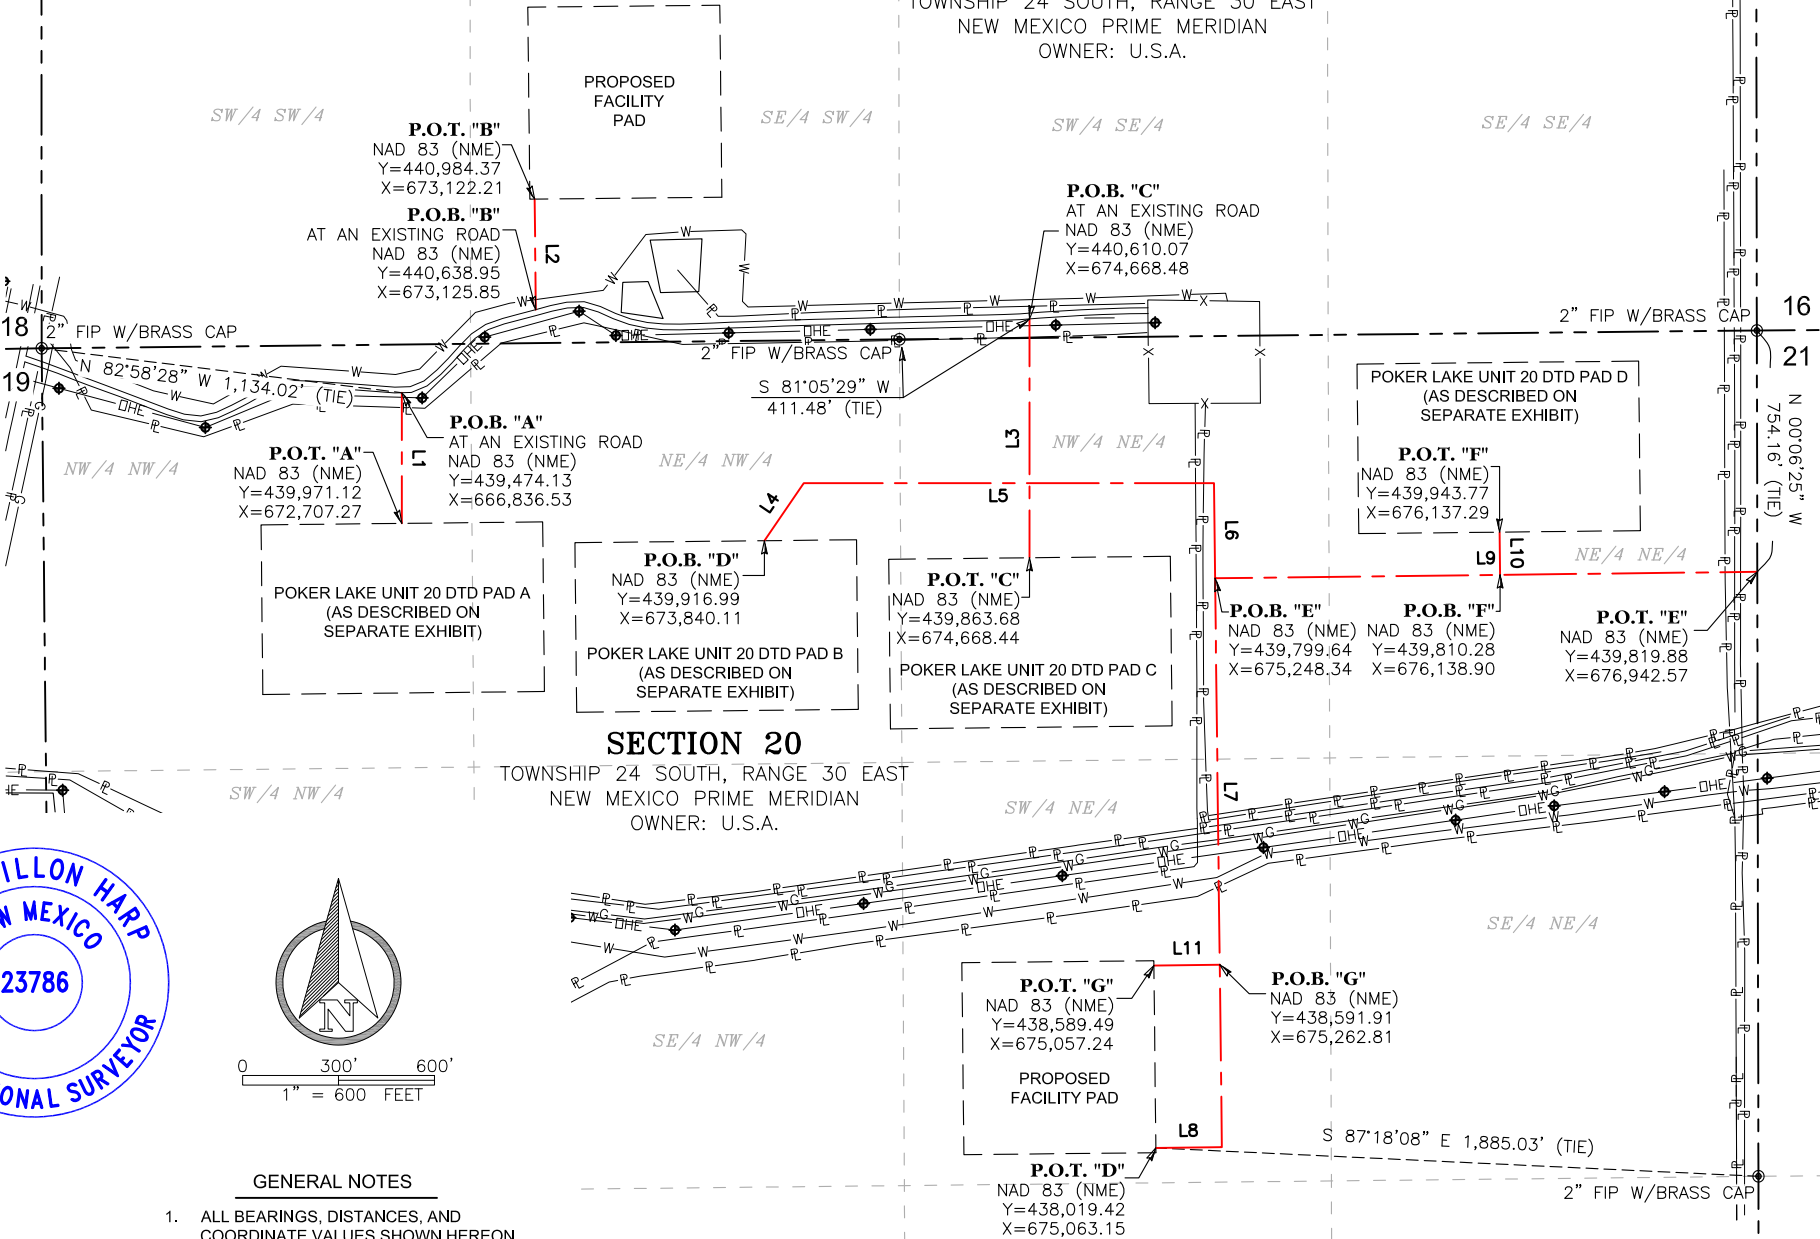 TOWNSHIP 24 SOUTH, RANGE 30 EAST
NEW MEXICO PRIME MERIDIAN
OWNER: U.S.A.
PROPOSED
FACILITY
PAD
SW/4 SW/4
SE/4 SW/4
SW/4 SE/4
SE/4 SE/4
P.O.T. "B"
NAD 83 (NME)
Y=440,984.37
X=673,122.21
P.O.B. "B"
AT AN EXISTING ROAD
NAD 83 (NME)
Y=440,638.95
X=673,125.85
L2
P.O.B. "C"
AT AN EXISTING ROAD
NAD 83 (NME)
Y=440,610.07
X=674,668.48
18
19
16
21
2" FIP W/BRASS CAP
2" FIP W/BRASS CAP
2" FIP W/BRASS CAP
N 82°58'28" W 1,134.02' (TIE)
S 81°05'29" W
411.48' (TIE)
N 00°06'25" W
754.16' (TIE)
P.O.B. "A"
AT AN EXISTING ROAD
NAD 83 (NME)
Y=439,474.13
X=666,836.53
P.O.T. "A"
NAD 83 (NME)
Y=439,971.12
X=672,707.27
L1
NW/4 NW/4
NE/4 NW/4
NW/4 NE/4
NE/4 NE/4
L3
L4
L5
L6
POKER LAKE UNIT 20 DTD PAD D
(AS DESCRIBED ON
SEPARATE EXHIBIT)
P.O.T. "F"
NAD 83 (NME)
Y=439,943.77
X=676,137.29
L9
L10
POKER LAKE UNIT 20 DTD PAD A
(AS DESCRIBED ON
SEPARATE EXHIBIT)
P.O.B. "D"
NAD 83 (NME)
Y=439,916.99
X=673,840.11
POKER LAKE UNIT 20 DTD PAD B
(AS DESCRIBED ON
SEPARATE EXHIBIT)
P.O.T. "C"
NAD 83 (NME)
Y=439,863.68
X=674,668.44
POKER LAKE UNIT 20 DTD PAD C
(AS DESCRIBED ON
SEPARATE EXHIBIT)
P.O.B. "E"
NAD 83 (NME)
Y=439,799.64
X=675,248.34
P.O.B. "F"
NAD 83 (NME)
Y=439,810.28
X=676,138.90
P.O.T. "E"
NAD 83 (NME)
Y=439,819.88
X=676,942.57
SECTION 20
TOWNSHIP 24 SOUTH, RANGE 30 EAST
NEW MEXICO PRIME MERIDIAN
OWNER: U.S.A.
SW/4 NW/4
SW/4 NE/4
L7
SE/4 NW/4
SE/4 NE/4
L11
P.O.T. "G"
NAD 83 (NME)
Y=438,589.49
X=675,057.24
P.O.B. "G"
NAD 83 (NME)
Y=438,591.91
X=675,262.81
PROPOSED
FACILITY PAD
L8
S 87°18'08" E 1,885.03' (TIE)
P.O.T. "D"
NAD 83 (NME)
Y=438,019.42
X=675,063.15
2" FIP W/BRASS CAP
ILLON HARP
W MEXICO
23786
ONAL SURVEYOR
N
0 300' 600'
1" = 600 FEET
GENERAL NOTES
1. ALL BEARINGS, DISTANCES, AND
COORDINATE VALUES SHOWN HEREON